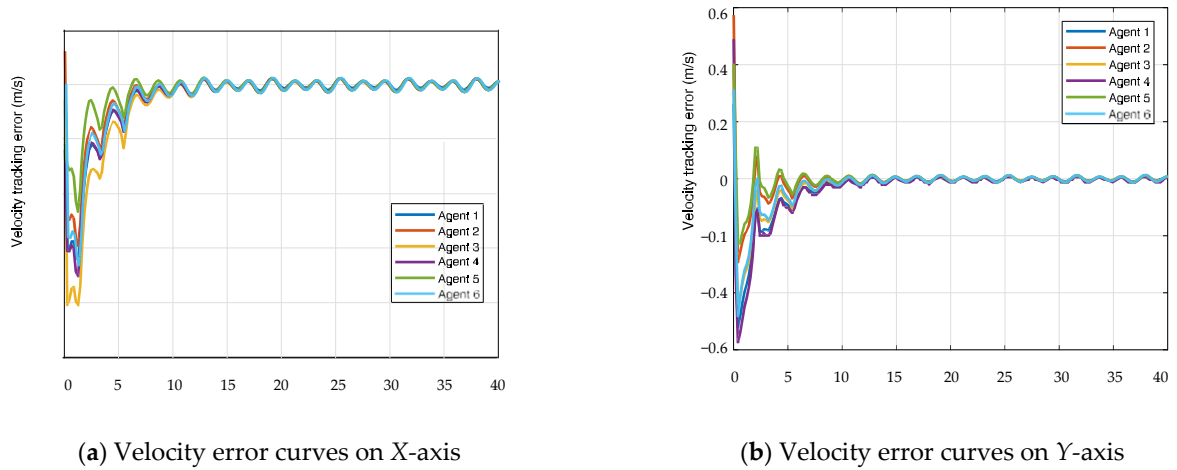 Velocity tracking error (m/s)
Agent 1
Agent 2
Agent 3
Agent 4
Agent 5
Agent 6
0 5 10 15 20 25 30 35 40
(a) Velocity error curves on X-axis
Velocity tracking error (m/s)
0.6
0.4
0.2
0
−0.1
−0.4
−0.6
Agent 1
Agent 2
Agent 3
Agent 4
Agent 5
Agent 6
0 5 10 15 20 25 30 35 40
(b) Velocity error curves on Y-axis